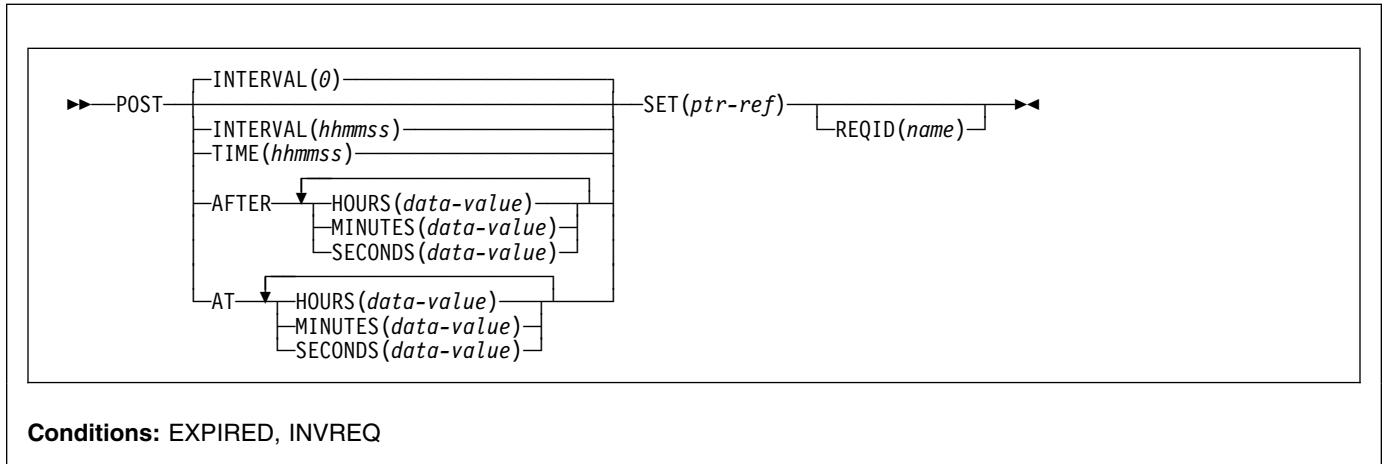 INTERVAL(0)
POST SET(ptr-ref)
INTERVAL(hhmmss) REQID(name)
TIME(hhmmss)
AFTER HOURS(data-value)
MINUTES(data-value)
SECONDS(data-value)
AT HOURS(data-value)
MINUTES(data-value)
SECONDS(data-value)
Conditions: EXPIRED, INVREQ